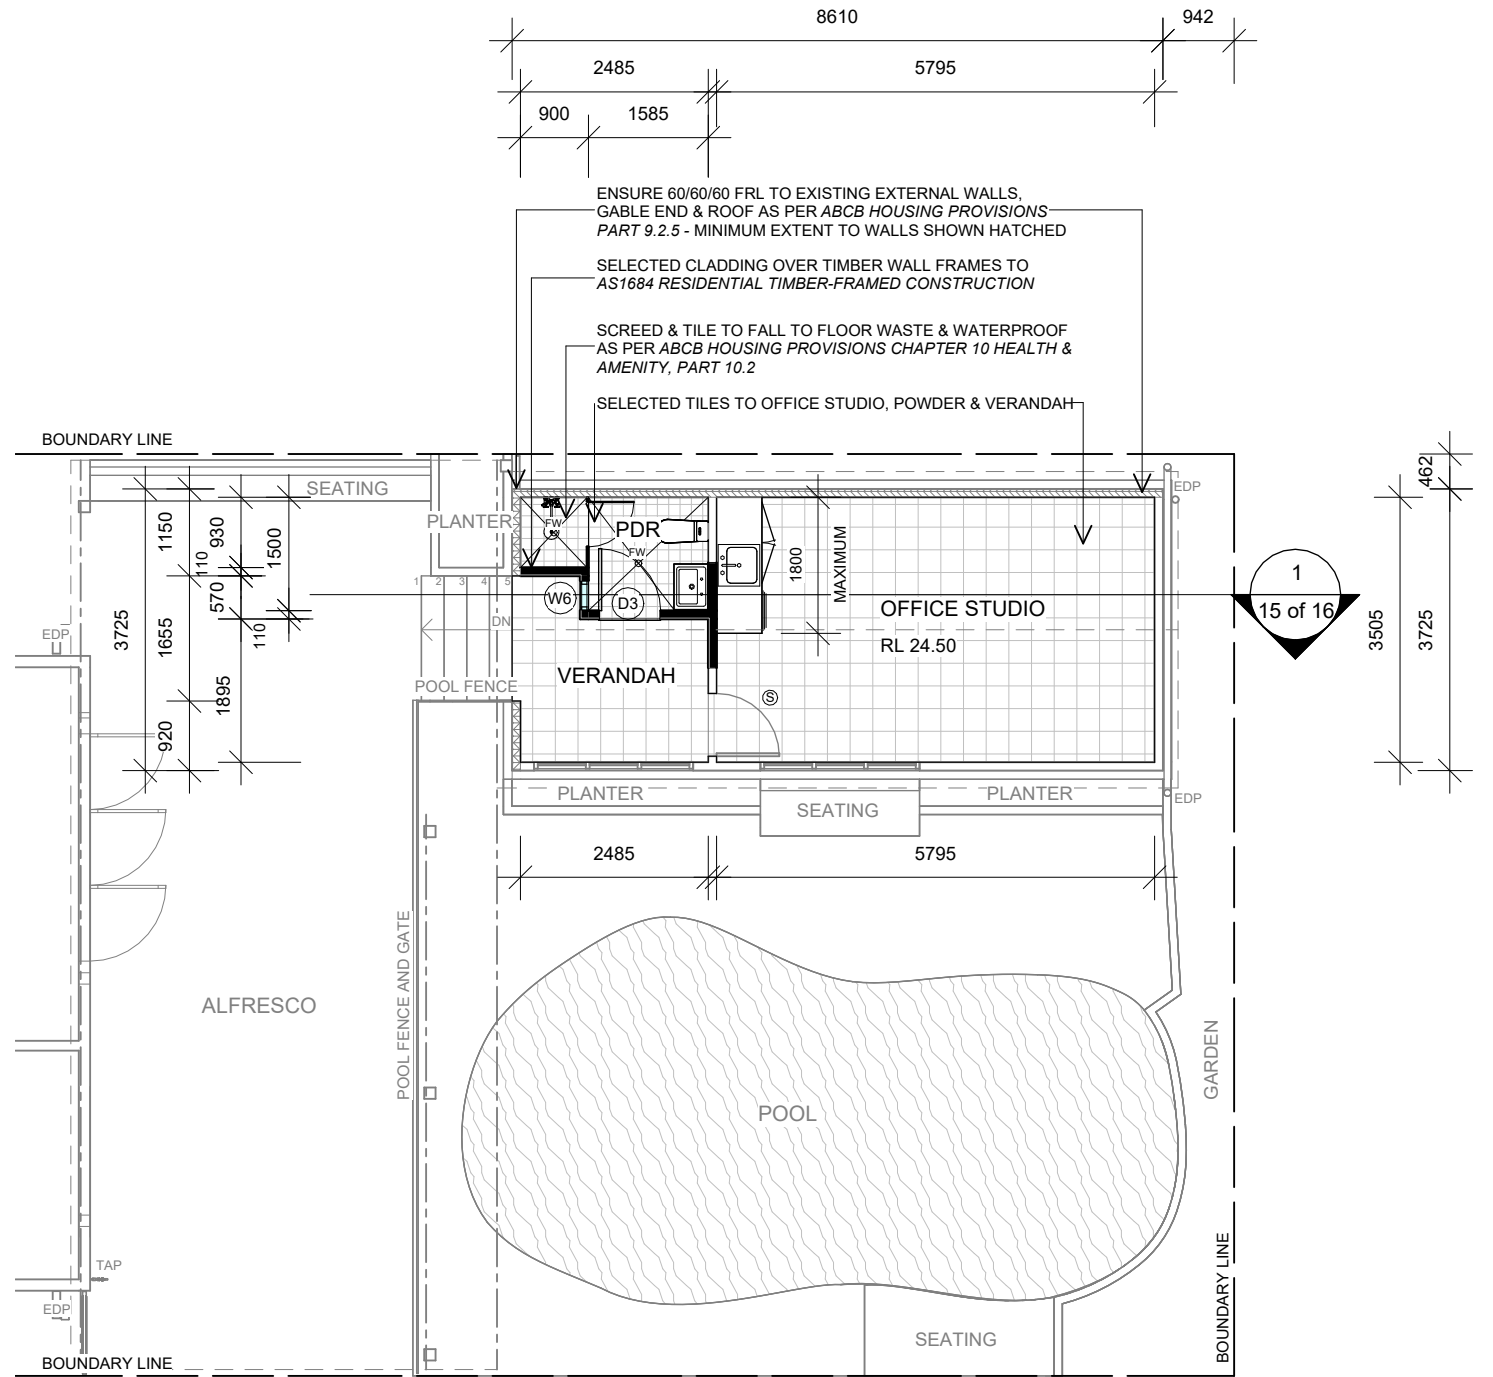 8610
942
2485
5795
900
1585
ENSURE 60/60/60 FRL TO EXISTING EXTERNAL WALLS,
GABLE END & ROOF AS PER ABCB HOUSING PROVISIONS
PART 9.2.5 - MINIMUM EXTENT TO WALLS SHOWN HATCHED
SELECTED CLADDING OVER TIMBER WALL FRAMES TO
AS1684 RESIDENTIAL TIMBER-FRAMED CONSTRUCTION
SCREED & TILE TO FALL TO FLOOR WASTE & WATERPROOF
AS PER ABCB HOUSING PROVISIONS CHAPTER 10 HEALTH &
AMENITY, PART 10.2
SELECTED TILES TO OFFICE STUDIO, POWDER & VERANDAH
BOUNDARY LINE
SEATING
PLANTER
EDP
462
3725
1150
1655
920
930
110
570
1895
1500
110
FW
PDR
FW
1800
MAXIMUM
1 2 3 4 5
W6
D3
OFFICE STUDIO
RL 24.50
1
15 of 16
3505
3725
EDP
DN
POOL FENCE
VERANDAH
S
PLANTER
SEATING
PLANTER
EDP
2485
5795
POOL FENCE AND GATE
ALFRESCO
POOL
GARDEN
TAP
EDP
SEATING
BOUNDARY LINE
BOUNDARY LINE